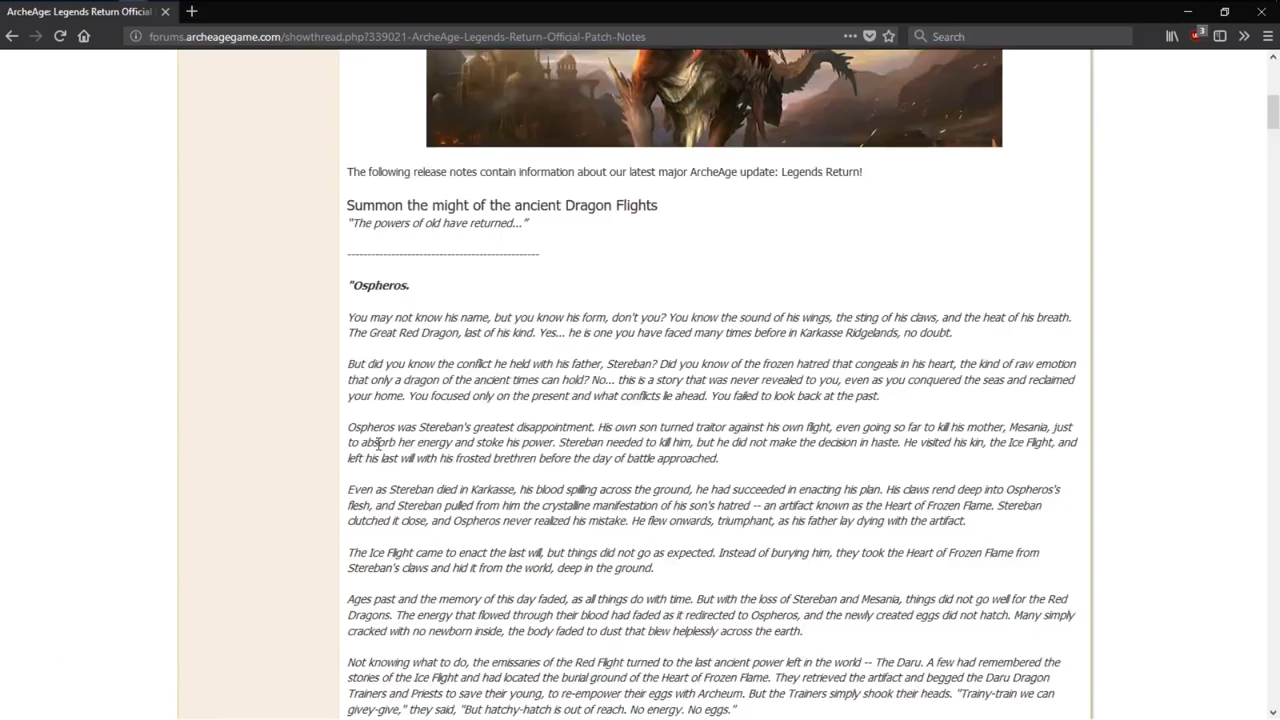 ArcheAge: Legends Return Official
forums.archeagegame.com/showthread.php?339021-ArcheAge-Legends-Return-Official-Patch-Notes
Search
3
The following release notes contain information about our latest major ArcheAge update: Legends Return!
Summon the might of the ancient Dragon Flights
"The powers of old have returned..."
------------------------------------------------
"Ospheros.
You may not know his name, but you know his form, don't you? You know the sound of his wings, the sting of his claws, and the heat of his breath.
The Great Red Dragon, last of his kind. Yes... he is one you have faced many times before in Karkasse Ridgelands, no doubt.
But did you know the conflict he held with his father, Stereban? Did you know of the frozen hatred that congeals in his heart, the kind of raw emotion
that only a dragon of the ancient times can hold? No... this is a story that was never revealed to you, even as you conquered the seas and reclaimed
your home. You focused only on the present and what conflicts lie ahead. You failed to look back at the past.
Ospheros was Stereban's greatest disappointment. His own son turned traitor against his own flight, even going so far to kill his mother, Mesania, just
to absorb her energy and stoke his power. Stereban needed to kill him, but he did not make the decision in haste. He visited his kin, the Ice Flight, and
left his last will with his frosted brethren before the day of battle approached.
Even as Stereban died in Karkasse, his blood spilling across the ground, he had succeeded in enacting his plan. His claws rend deep into Ospheros's
flesh, and Stereban pulled from him the crystalline manifestation of his son's hatred -- an artifact known as the Heart of Frozen Flame. Stereban
clutched it close, and Ospheros never realized his mistake. He flew onwards, triumphant, as his father lay dying with the artifact.
The Ice Flight came to enact the last will, but things did not go as expected. Instead of burying him, they took the Heart of Frozen Flame from
Stereban's claws and hid it from the world, deep in the ground.
Ages past and the memory of this day faded, as all things do with time. But with the loss of Stereban and Mesania, things did not go well for the Red
Dragons. The energy that flowed through their blood had faded as it redirected to Ospheros, and the newly created eggs did not hatch. Many simply
cracked with no newborn inside, the body faded to dust that blew helplessly across the earth.
Not knowing what to do, the emissaries of the Red Flight turned to the last ancient power left in the world -- The Daru. A few had remembered the
stories of the Ice Flight and had located the burial ground of the Heart of Frozen Flame. They retrieved the artifact and begged the Daru Dragon
Trainers and Priests to save their young, to re-empower their eggs with Archeum. But the Trainers simply shook their heads. "Trainy-train we can
givey-give," they said, "But hatchy-hatch is out of reach. No energy. No eggs."